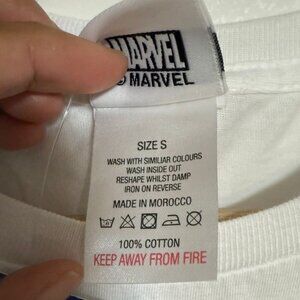 MARVEL
© MARVEL
SIZE S
WASH WITH SIMILIAR COLOURS
WASH INSIDE OUT
RESHAPE WHILST DAMP
IRON ON REVERSE
MADE IN MOROCCO
100% COTTON
KEEP AWAY FROM FIRE